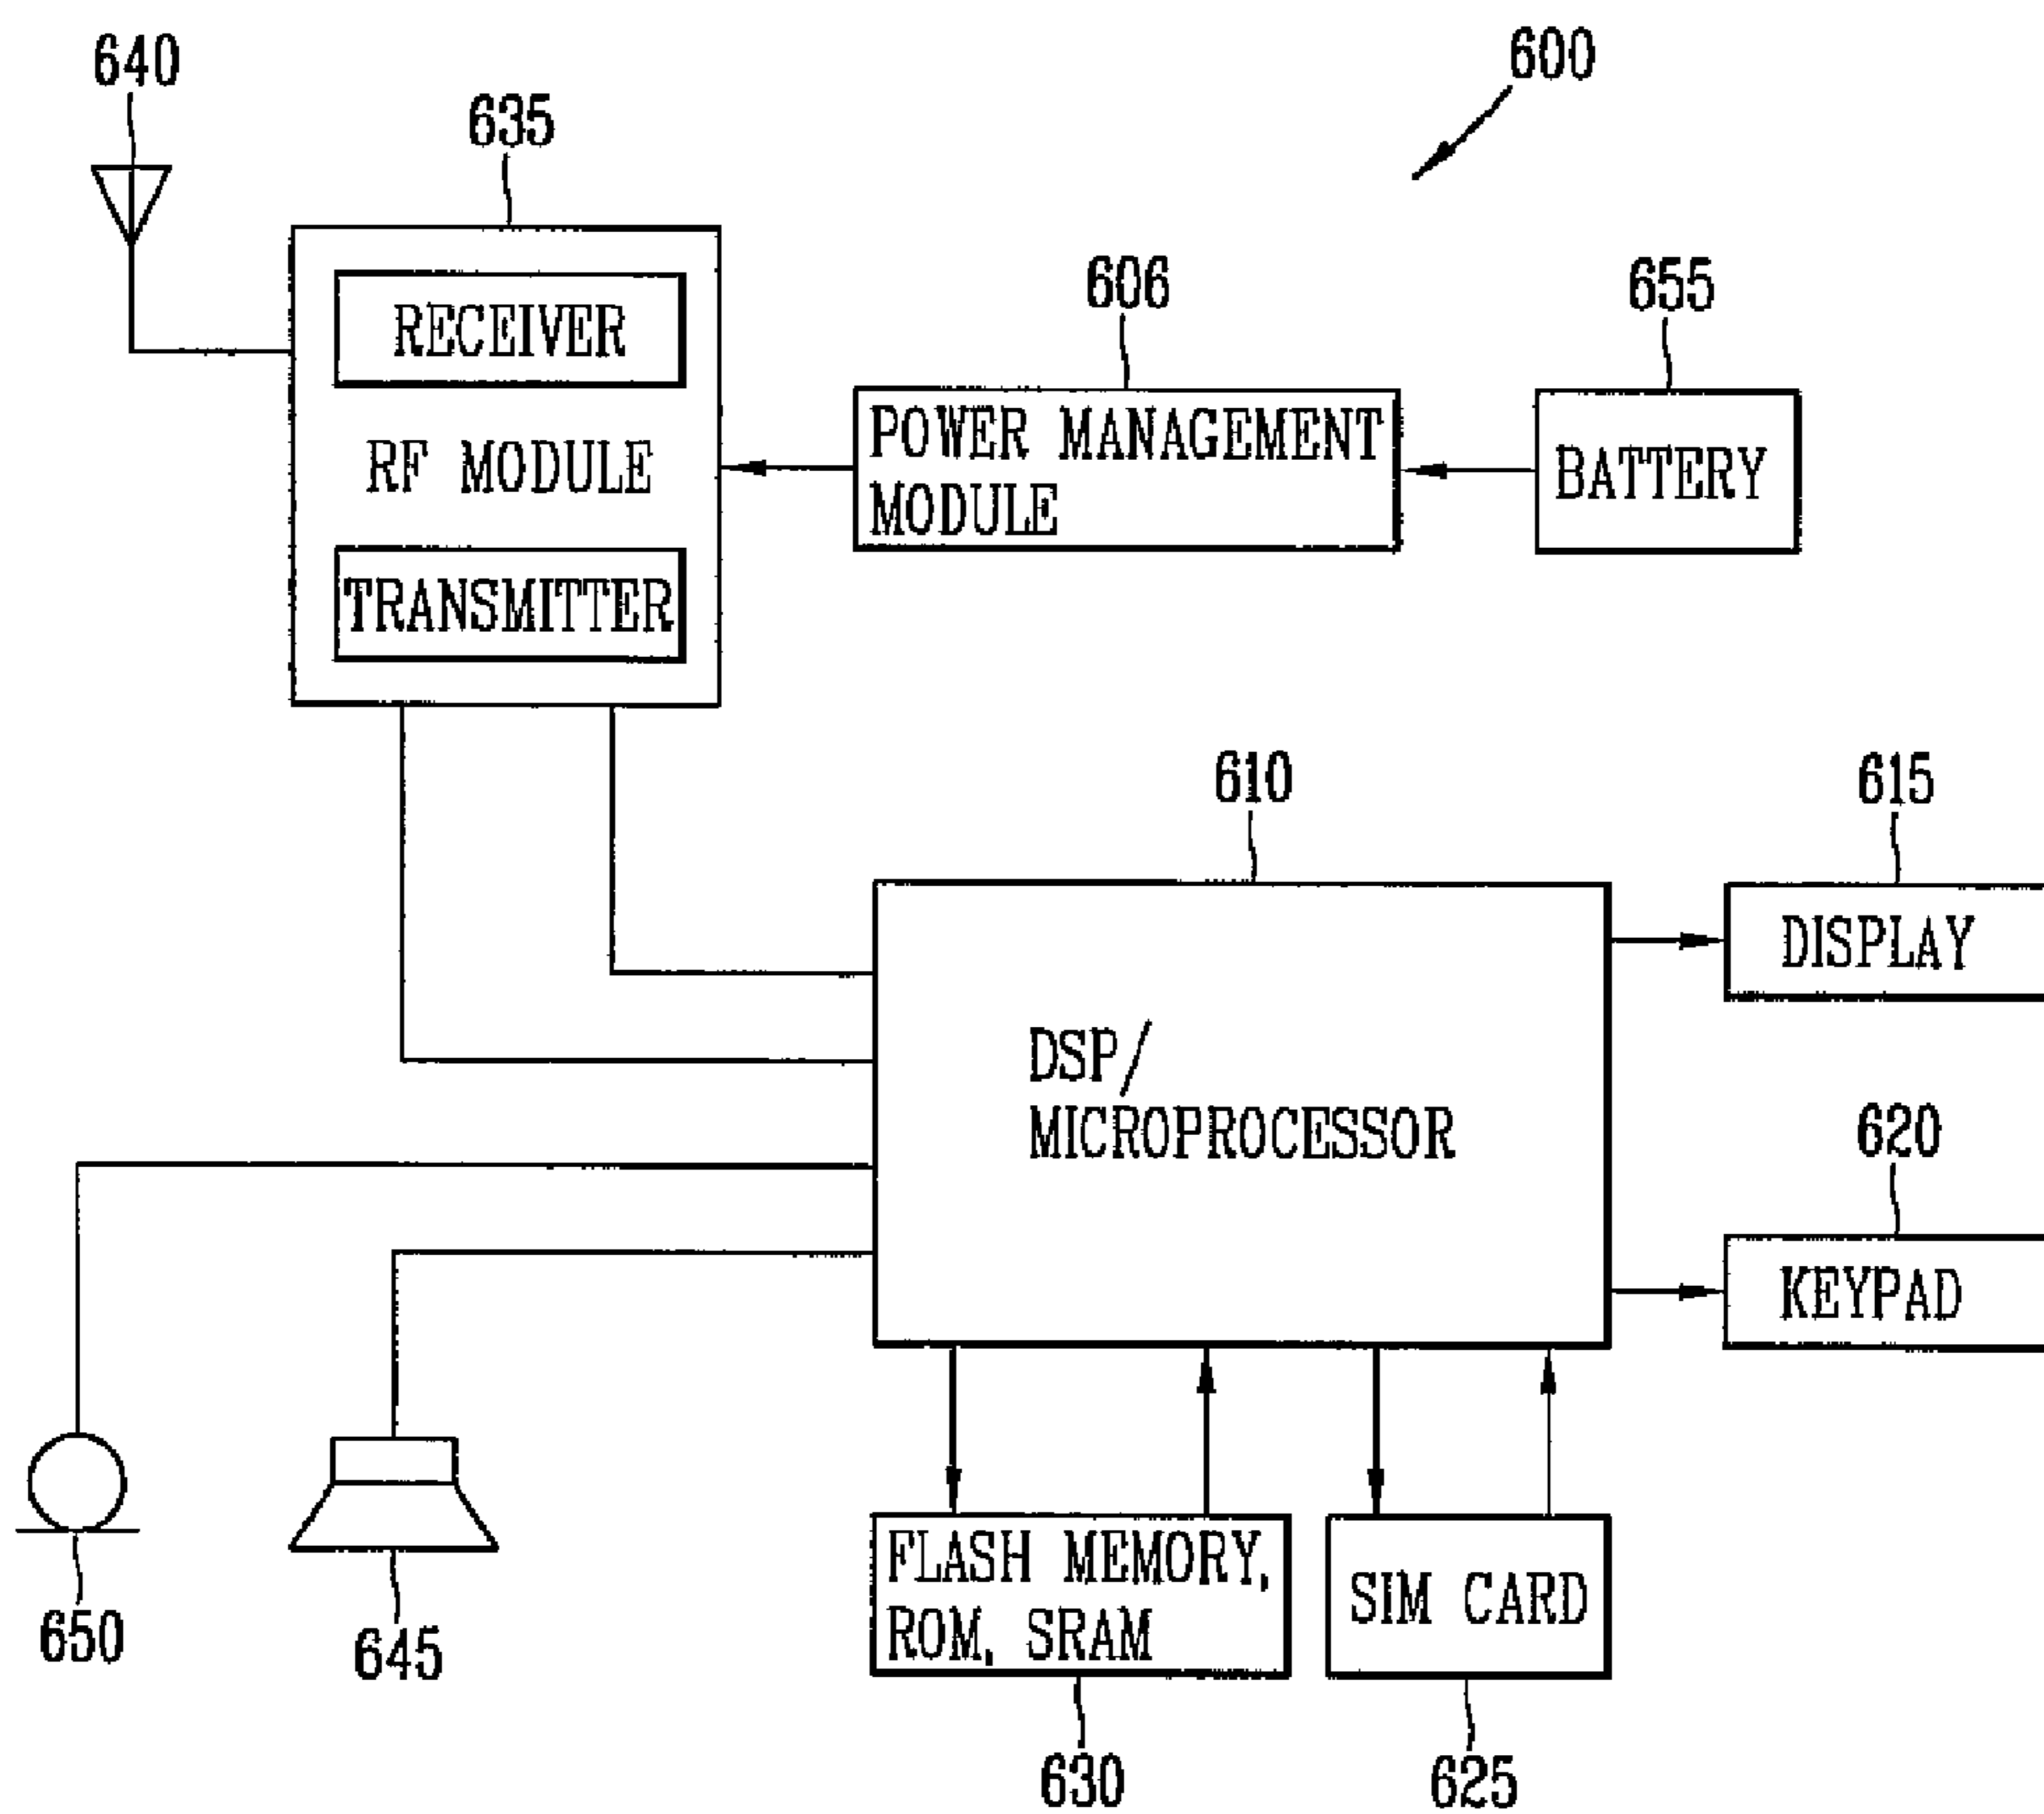 600
640
635
606
655
RECEIVER
RF MODULE
TRANSMITTER
POWER MANAGEMENT
MODULE
BATTERY
610
615
620
DSP/
MICROPROCESSOR
DISPLAY
KEYPAD
FLASH MEMORY,
ROM, SRAM
SIM CARD
650
645
630
625